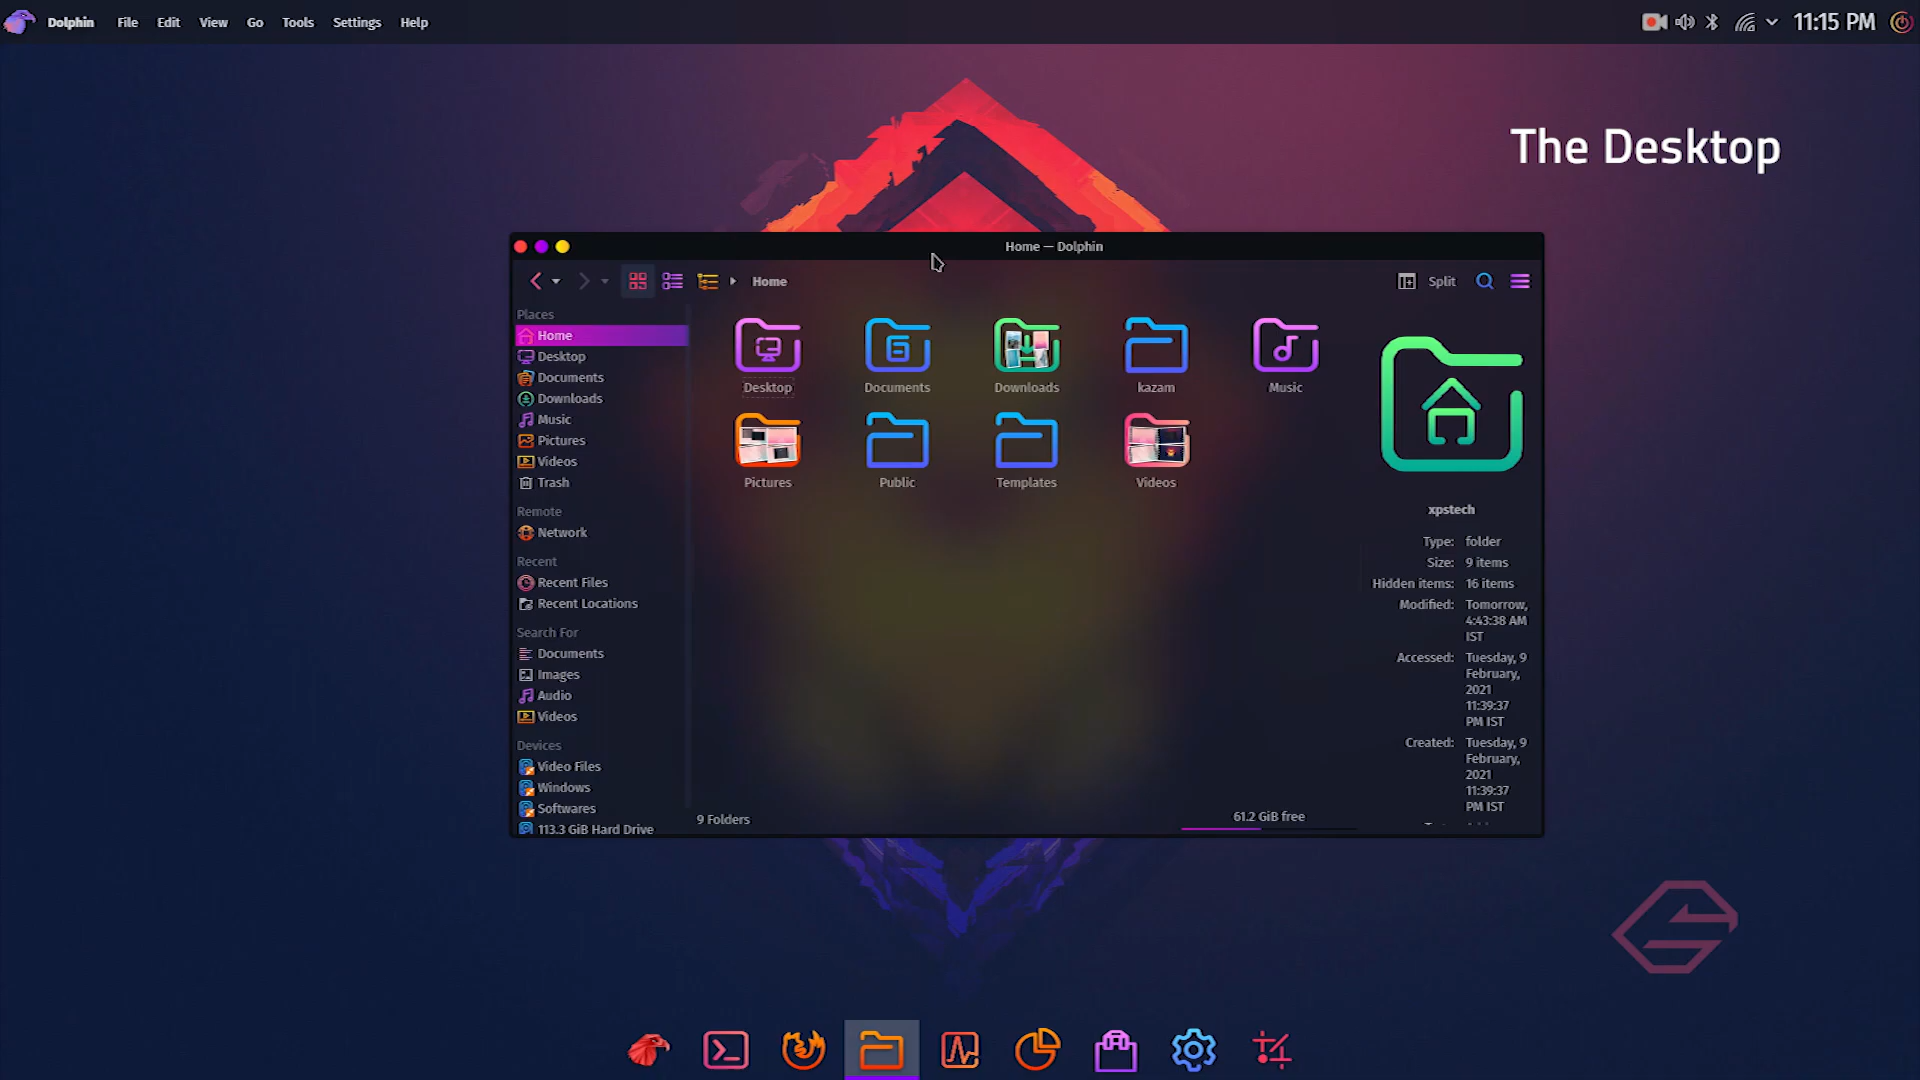 Dolphin File Edit View Go Tools Settings Help 11:15 PM
The Desktop
Home — Dolphin
Home Split
Places
Home
Desktop
Documents
Downloads
Music
Pictures
Videos
Trash
Remote
Network
Recent
Recent Files
Recent Locations
Search For
Documents
Images
Audio
Videos
Devices
Video Files
Windows
Softwares
113.3 GiB Hard Drive
Desktop Documents Downloads kazam Music
Pictures Public Templates Videos
9 Folders 61.2 GiB free
xpstech
Type: folder
Size: 9 items
Hidden items: 16 items
Modified: Tomorrow,
4:43:38 AM
IST
Accessed: Tuesday, 9
February,
2021
11:39:37
PM IST
Created: Tuesday, 9
February,
2021
11:39:37
PM IST